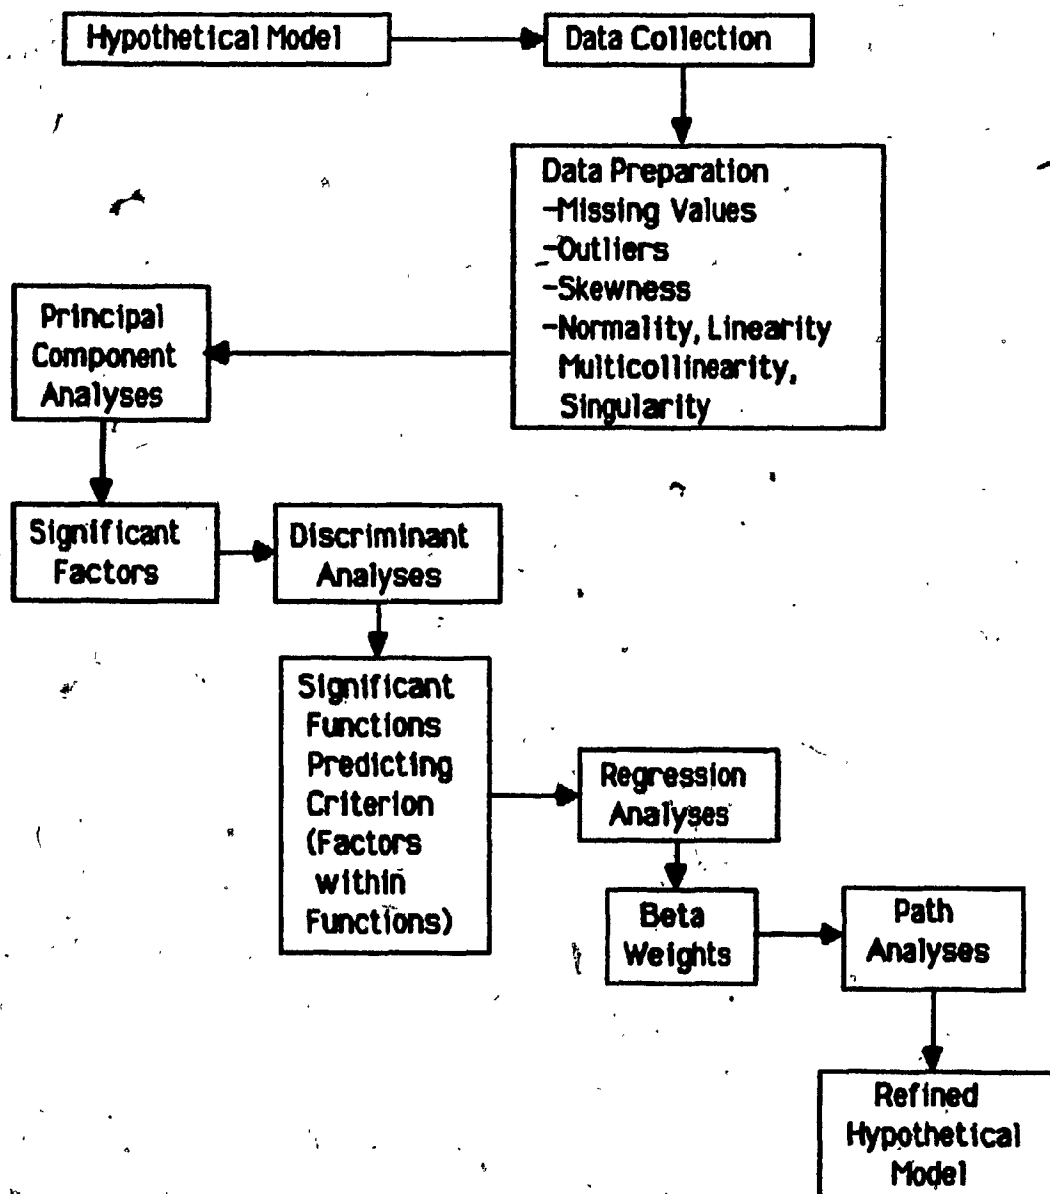 Hypothetical Model
Data Collection
Data Preparation
-Missing Values
-Outliers
-Skewness
-Normality, Linearity
Multicollinearity,
Singularity
Principal
Component
Analyses
Significant
Factors
Discriminant
Analyses
Significant
Functions
Predicting
Criterion
(Factors
within
Functions)
Regression
Analyses
Beta
Weights
Path
Analyses
Refined
Hypothetical
Model